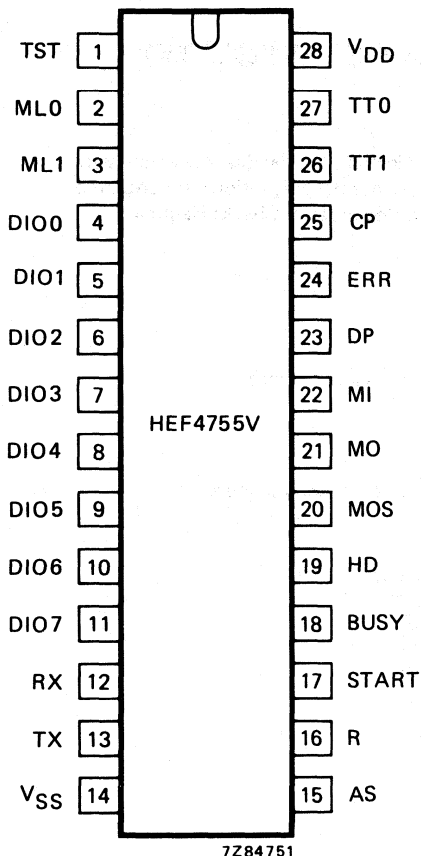 TST 1 28 VDD
ML0 2 27 TT0
ML1 3 26 TT1
DIO0 4 25 CP
DIO1 5 24 ERR
DIO2 6 23 DP
DIO3 7 22 MI
HEF4755V
DIO4 8 21 MO
DIO5 9 20 MOS
DIO6 10 19 HD
DIO7 11 18 BUSY
RX 12 17 START
TX 13 16 R
VSS 14 15 AS
7Z84751